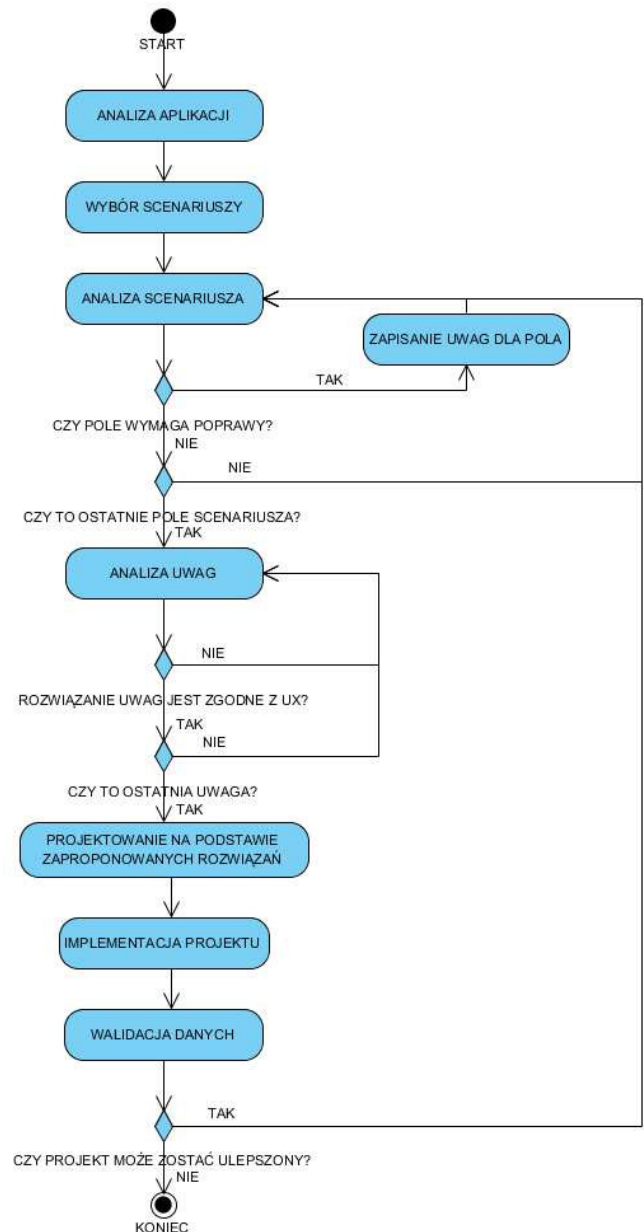 START
ANALIZA APLIKACJI
WYBÓR SCENARIUSZY
ANALIZA SCENARIUSZA
ZAPISANIE UWAG DLA POLA
TAK
CZY POLE WYMAGA POPRAWY?
NIE
NIE
CZY TO OSTATNIE POLE SCENARIUSZA?
TAK
ANALIZA UWAG
NIE
ROZWIĄZANIE UWAG JEST ZGODNE Z UX?
TAK
NIE
CZY TO OSTATNIA UWAGA?
TAK
PROJEKTOWANIE NA PODSTAWIE
ZAPROPONOWANYCH ROZWIĄZAŃ
IMPLEMENTACJA PROJEKTU
WALIDACJA DANYCH
TAK
CZY PROJEKT MOŻE ZOSTAĆ ULEPSZONY?
NIE
KONIEC